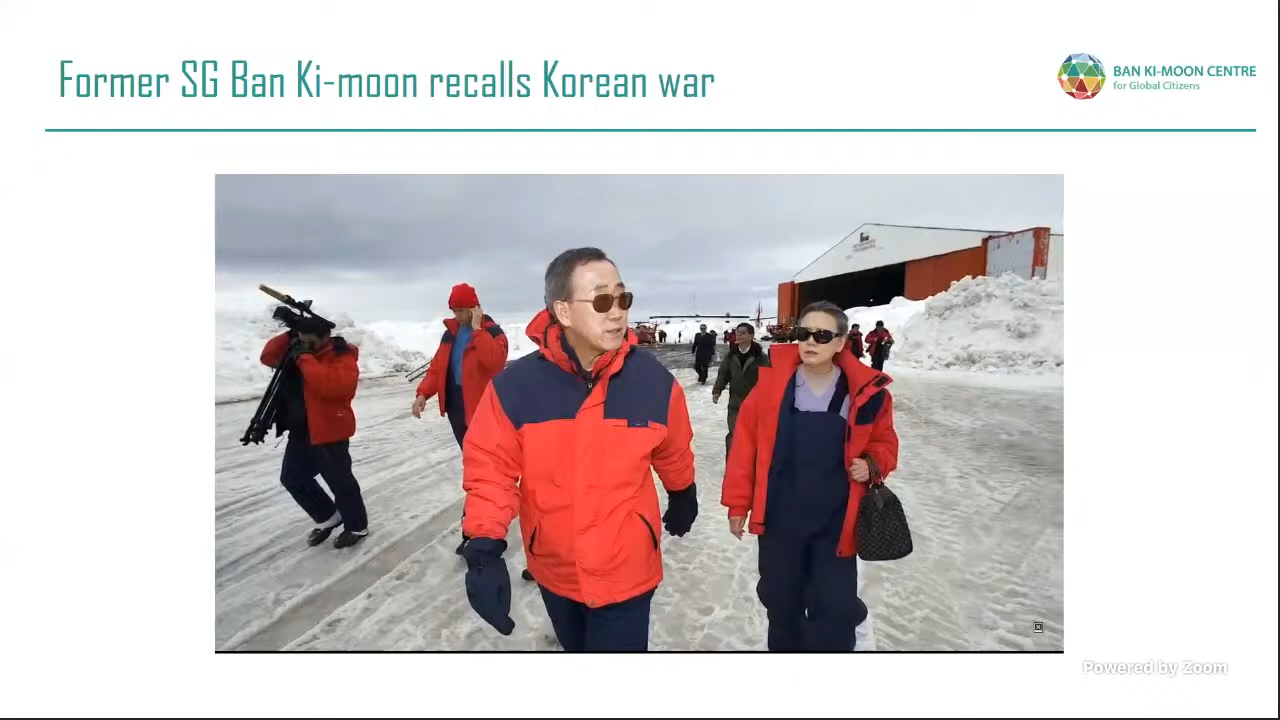 Former SG Ban Ki-moon recalls Korean war
BAN KI-MOON CENTRE
for Global Citizens
Powered by Zoom